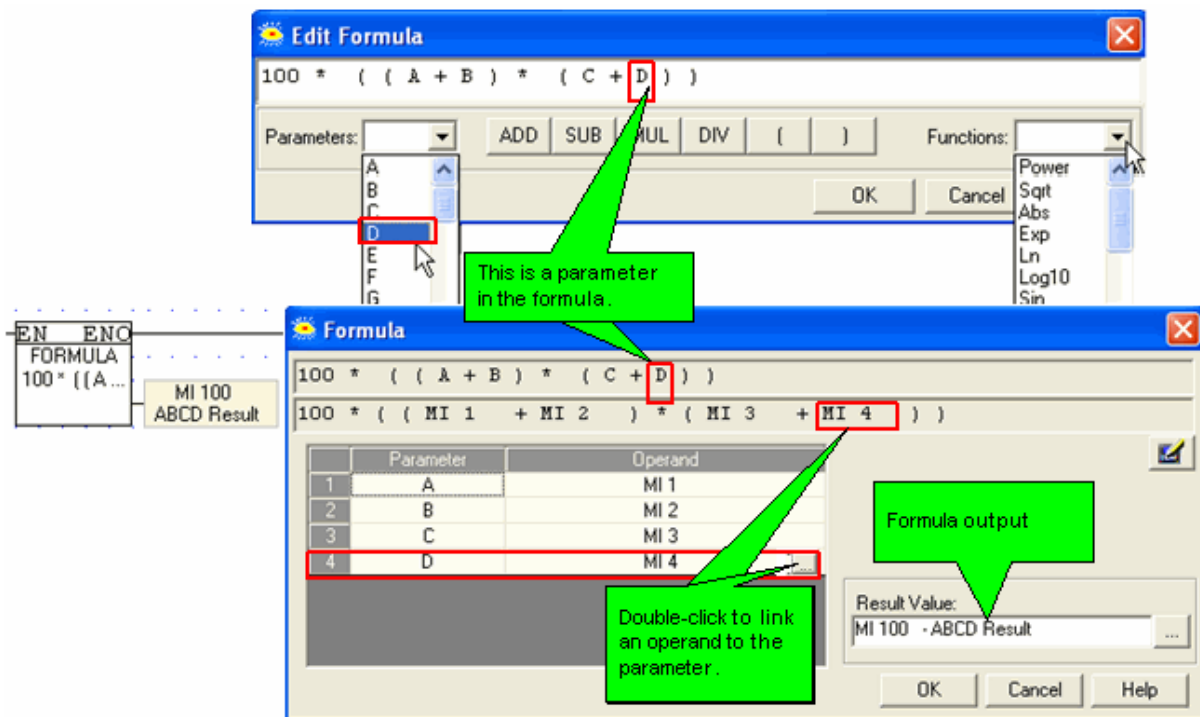 Edit Formula
100 * ( ( A + B ) * ( C + D ) )
Parameters:
ADD SUB MUL DIV ( )
Functions:
A
B
C
D
E
F
G
Power
Sqrt
Abs
Exp
Ln
Log10
Sin
OK Cancel
This is a parameter
in the formula.
EN ENO
FORMULA
100 * ((A ...
MI 100
ABCD Result
Formula
100 * ( ( A + B ) * ( C + D ) )
100 * ( ( MI 1 + MI 2 ) * ( MI 3 + MI 4 ) )
Parameter Operand
1 A MI 1
2 B MI 2
3 C MI 3
4 D MI 4 ...
Formula output
Double-click to link
an operand to the
parameter.
Result Value:
MI 100 - ABCD Result ...
OK Cancel Help